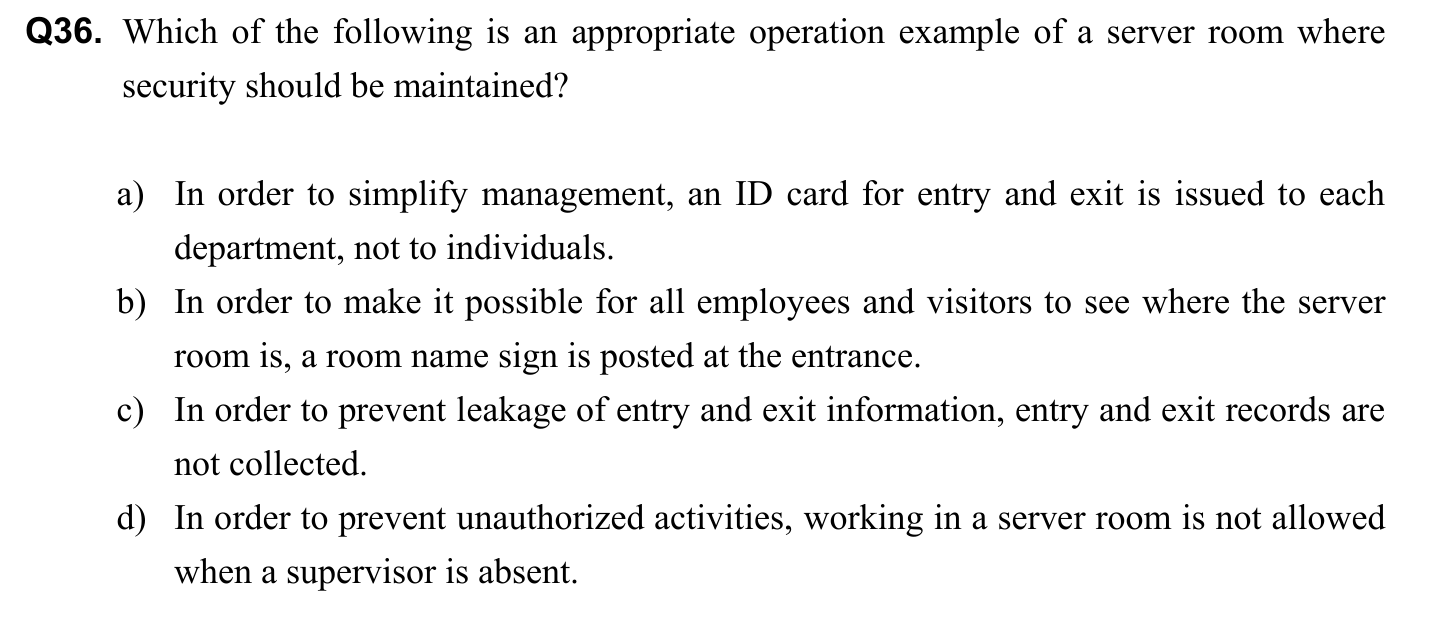 Q36. Which of the following is an appropriate operation example of a server room where
security should be maintained?
a) In order to simplify management, an ID card for entry and exit is issued to each
department, not to individuals.
b) In order to make it possible for all employees and visitors to see where the server
room is, a room name sign is posted at the entrance.
c) In order to prevent leakage of entry and exit information, entry and exit records are
not collected.
d) In order to prevent unauthorized activities, working in a server room is not allowed
when a supervisor is absent.